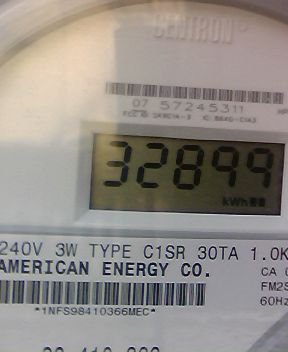 CENTRON®
07 57245311
32899
kWh
240V 3W TYPE C1SR 30TA 1.0K
AMERICAN ENERGY CO.
CA
FM2S
60Hz
*1NFS98410366MEC*